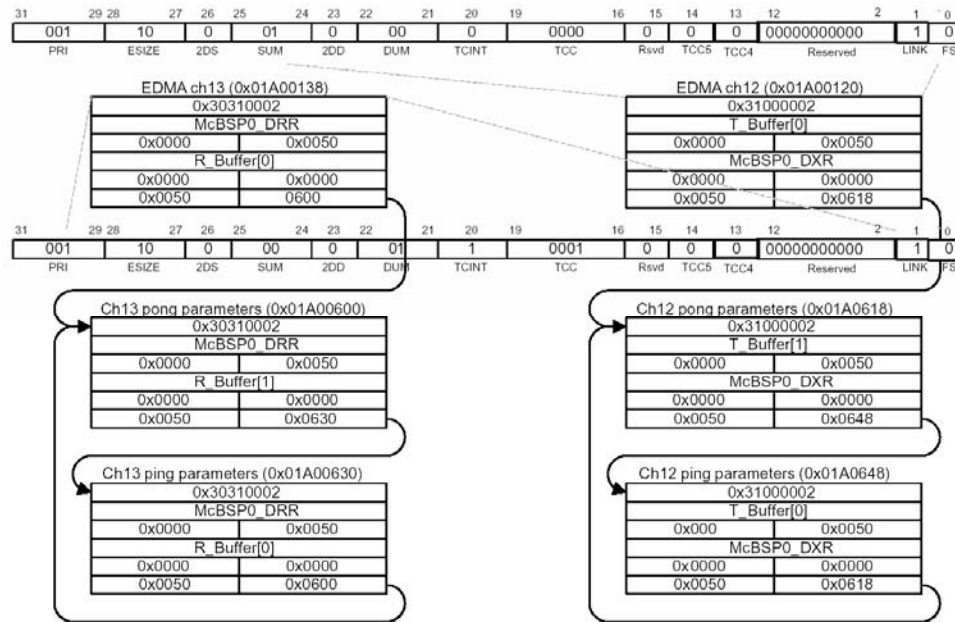 31 29 28 27 26 25 24 23 22 21 20 19 16 15 14 13 12 2 1 0
001 10 0 01 0 00 0 0000 0 0 0 00000000000 1 0
PRI ESIZE 2DS SUM 2DD DUM TCINT TCC Rsvd TCC5 TCC4 Reserved LINK FS
EDMA ch13 (0x01A00138)
0x30310002
McBSP0_DRR
0x0000 0x0050
R_Buffer[0]
0x0000 0x0000
0x0050 0600
EDMA ch12 (0x01A00120)
0x31000002
T_Buffer[0]
0x0000 0x0050
McBSP0_DXR
0x0000 0x0000
0x0050 0x0618
31 29 28 27 26 25 24 23 22 21 20 19 16 15 14 13 12 2 1 0
001 10 0 00 0 01 1 0001 0 0 0 00000000000 1 0
PRI ESIZE 2DS SUM 2DD DUM TCINT TCC Rsvd TCC5 TCC4 Reserved LINK FS
Ch13 pong parameters (0x01A00600)
0x30310002
McBSP0_DRR
0x0000 0x0050
R_Buffer[1]
0x0000 0x0000
0x0050 0x0630
Ch12 pong parameters (0x01A0618)
0x31000002
T_Buffer[1]
0x0000 0x0050
McBSP0_DXR
0x0000 0x0000
0x0050 0x0648
Ch13 ping parameters (0x01A00630)
0x30310002
McBSP0_DRR
0x0000 0x0050
R_Buffer[0]
0x0000 0x0000
0x0050 0x0600
Ch12 ping parameters (0x01A0648)
0x31000002
T_Buffer[0]
0x000 0x0050
McBSP0_DXR
0x0000 0x0000
0x0050 0x0618